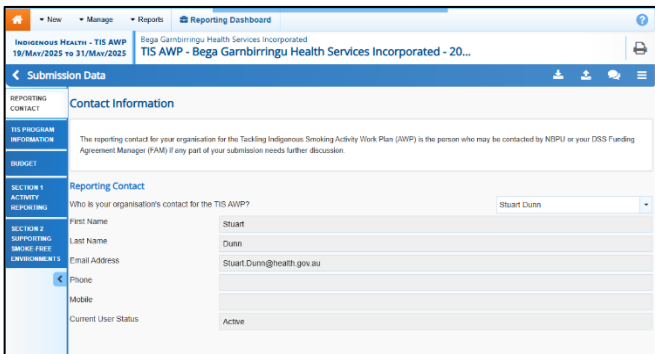 New
Manage
Reports
Reporting Dashboard
?
Indigenous Health - TIS AWP
19/May/2025 to 31/May/2025
Bega Garnbirringu Health Services Incorporated
TIS AWP - Bega Garnbirringu Health Services Incorporated - 20...
Submission Data
REPORTING
CONTACT
TIS PROGRAM
INFORMATION
BUDGET
SECTION 1
ACTIVITY
REPORTING
SECTION 2
SUPPORTING
SMOKE-FREE
ENVIRONMENTS
Contact Information
The reporting contact for your organisation for the Tackling Indigenous Smoking Activity Work Plan (AWP) is the person who may be contacted by NBPU or your DSS Funding
Agreement Manager (FAM) if any part of your submission needs further discussion.
Reporting Contact
Who is your organisation's contact for the TIS AWP? Stuart Dunn
First Name Stuart
Last Name Dunn
Email Address Stuart.Dunn@health.gov.au
Phone
Mobile
Current User Status Active